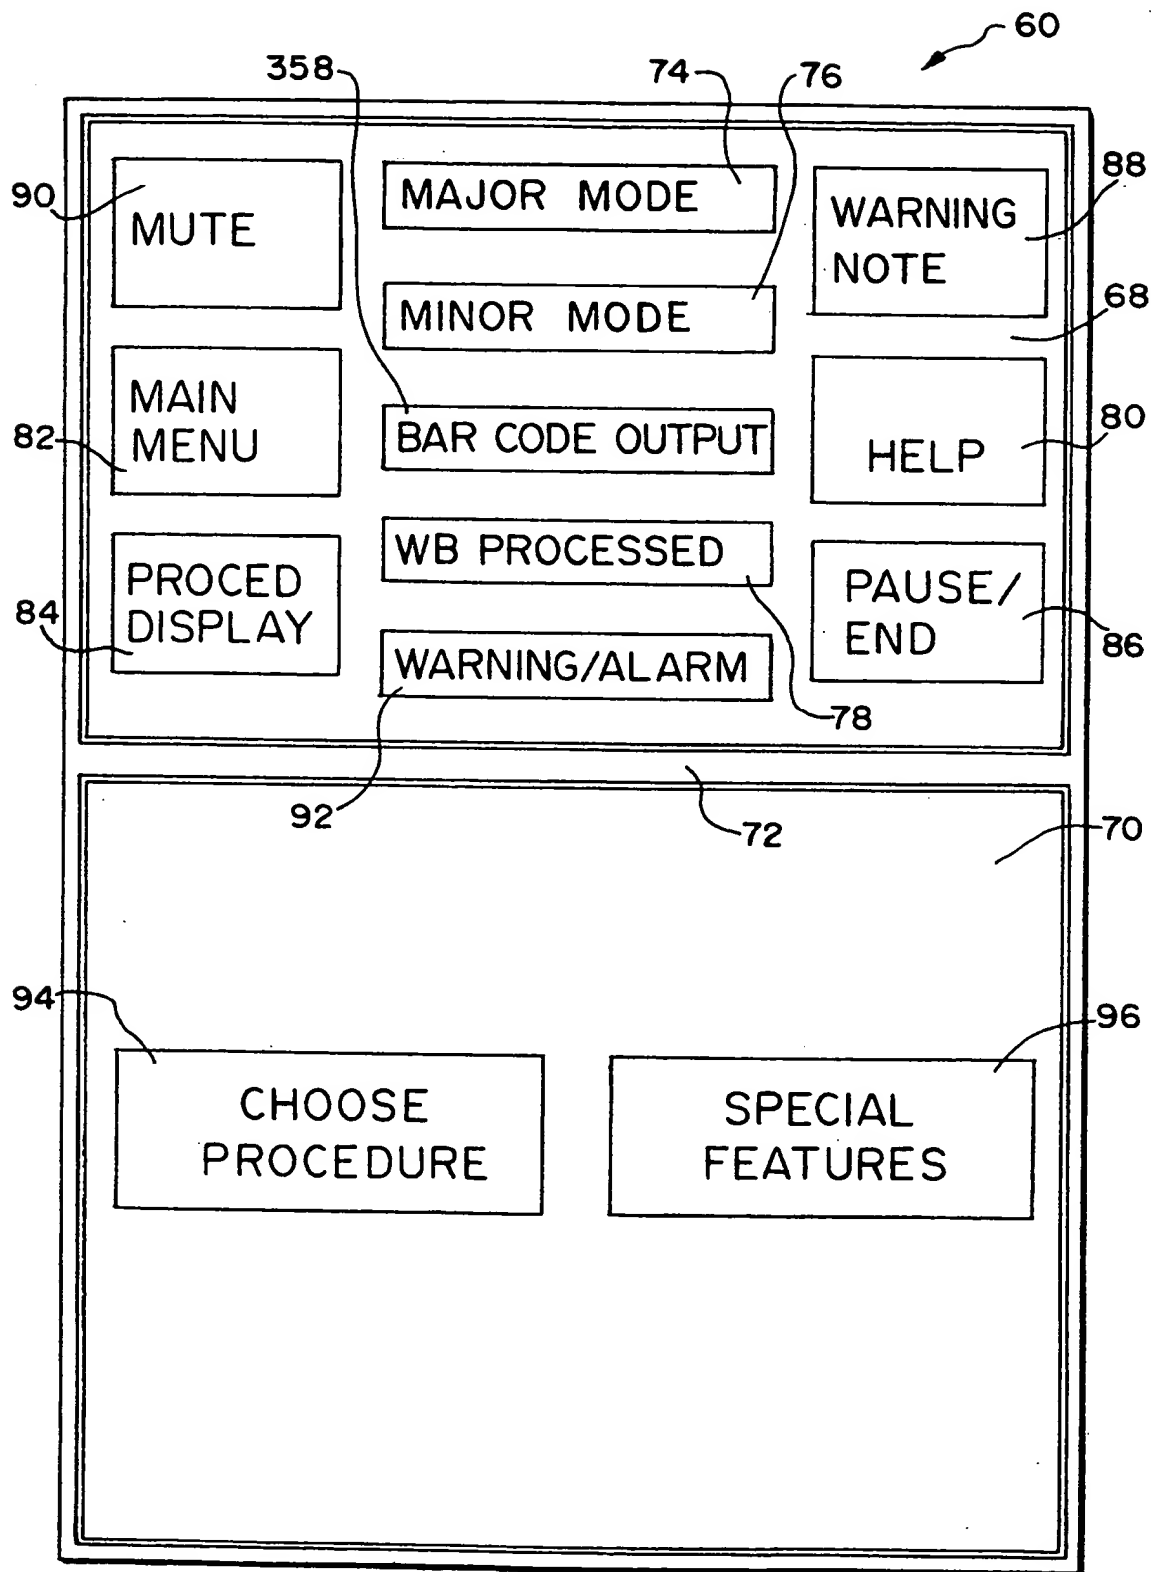 60
358
74
76
90
MUTE
MAJOR MODE
WARNING
NOTE
88
MINOR MODE
68
82
MAIN
MENU
BAR CODE OUTPUT
HELP
80
84
PROCED
DISPLAY
WB PROCESSED
PAUSE/
END
86
WARNING/ALARM
78
92
72
70
94
96
CHOOSE
PROCEDURE
SPECIAL
FEATURES